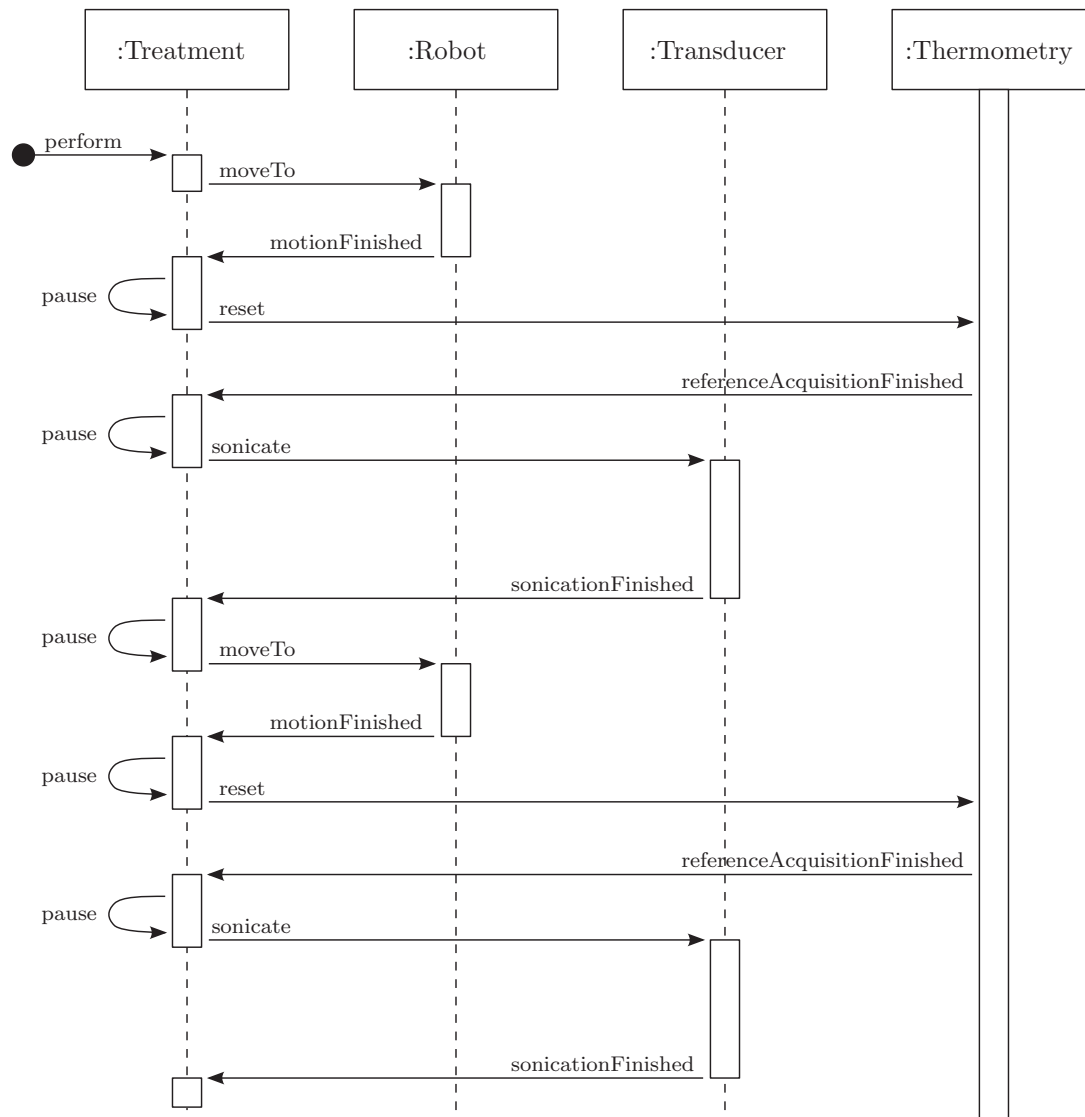 :Treatment
:Robot
:Transducer
:Thermometry
perform
moveTo
motionFinished
pause
reset
referenceAcquisitionFinished
pause
sonicate
sonicationFinished
pause
moveTo
motionFinished
pause
reset
referenceAcquisitionFinished
pause
sonicate
sonicationFinished